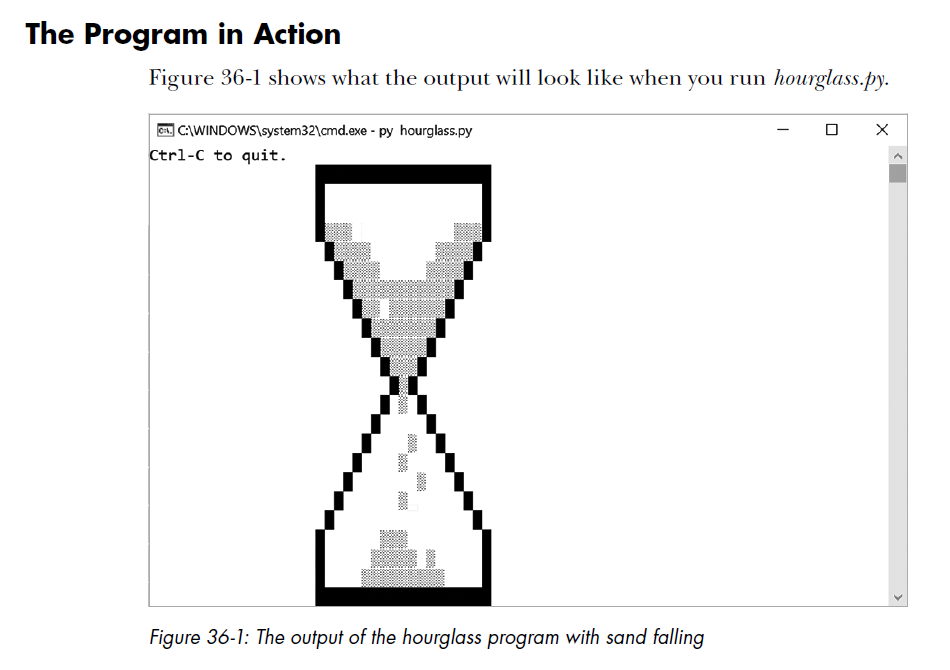 The Program in Action
Figure 36-1 shows what the output will look like when you run hourglass.py.
C:\WINDOWS\system32\cmd.exe - py hourglass.py
Ctrl-C to quit.
Figure 36-1: The output of the hourglass program with sand falling